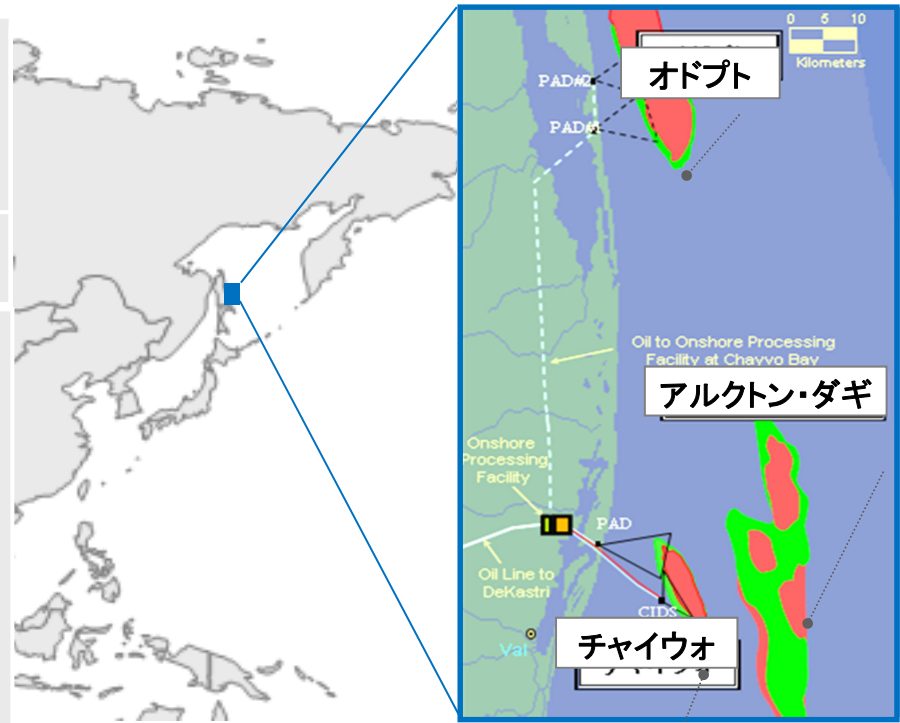 0 5 10
Kilometers
オドプト
PAD#2
PAD#1
Oil to Onshore Processing
Facility at Chayvo Bay
アルクトン・ダギ
Onshore
Processing
Facility
PAD
Oil Line to
DeKastri
CIDS
Val
チャイウォ